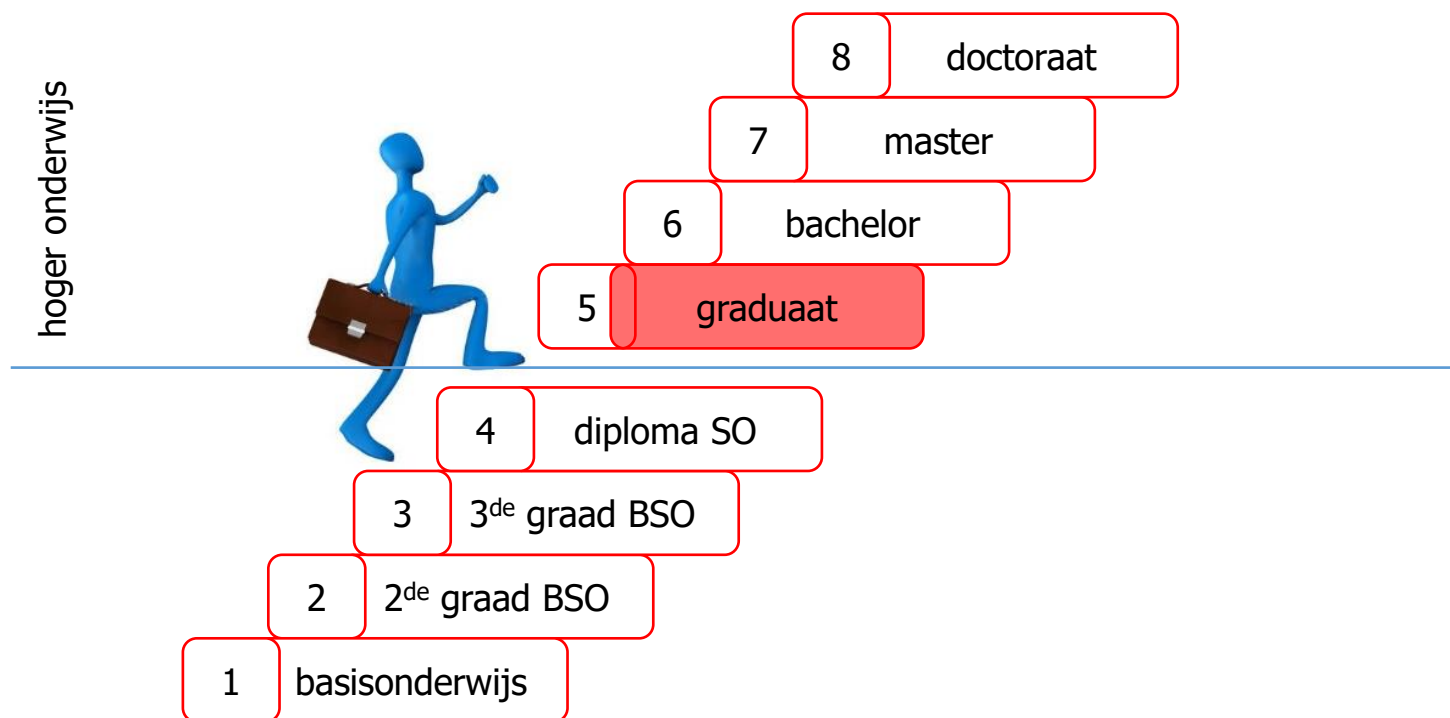 hoger onderwijs
8 doctoraat
7 master
6 bachelor
5 graduaat
4 diploma SO
3 3de graad BSO
2 2de graad BSO
1 basisonderwijs